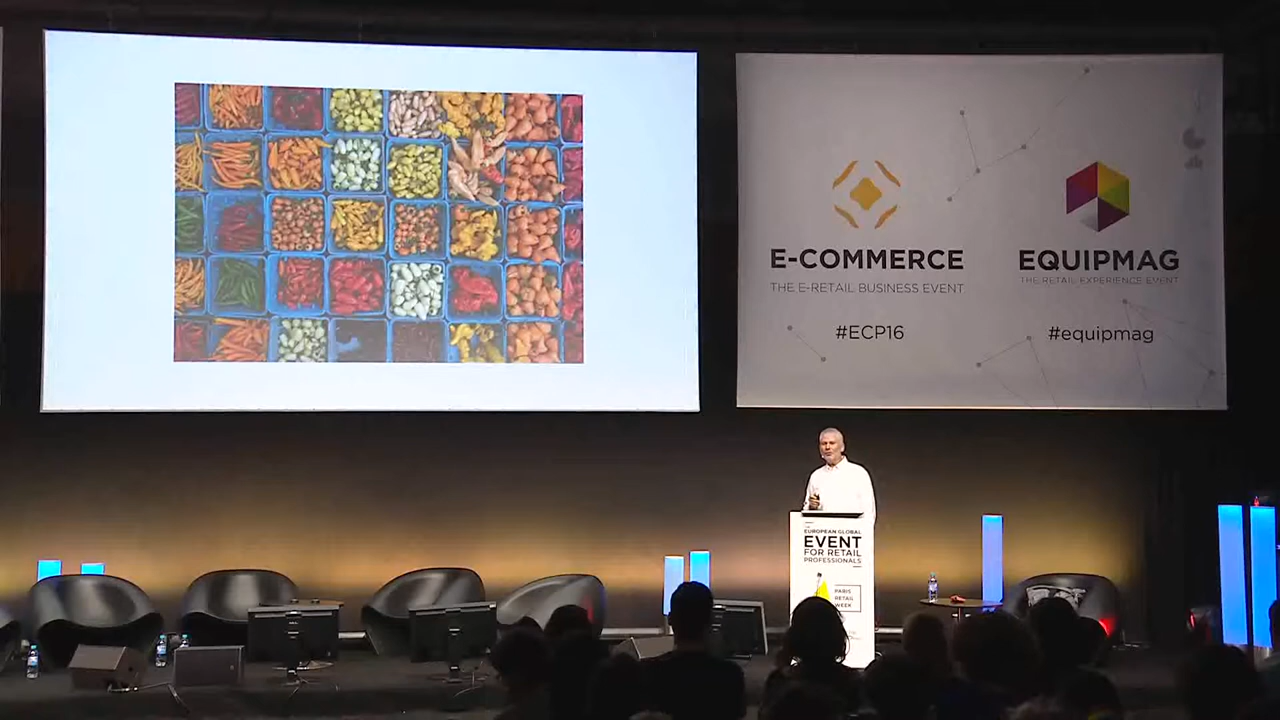 E-COMMERCE
THE E-RETAIL BUSINESS EVENT
#ECP16
EQUIPMAG
THE RETAIL EXPERIENCE EVENT
#equipmag
EUROPEAN GLOBAL
EVENT
FOR RETAIL
PROFESSIONALS
PARIS
RETAIL
WEEK